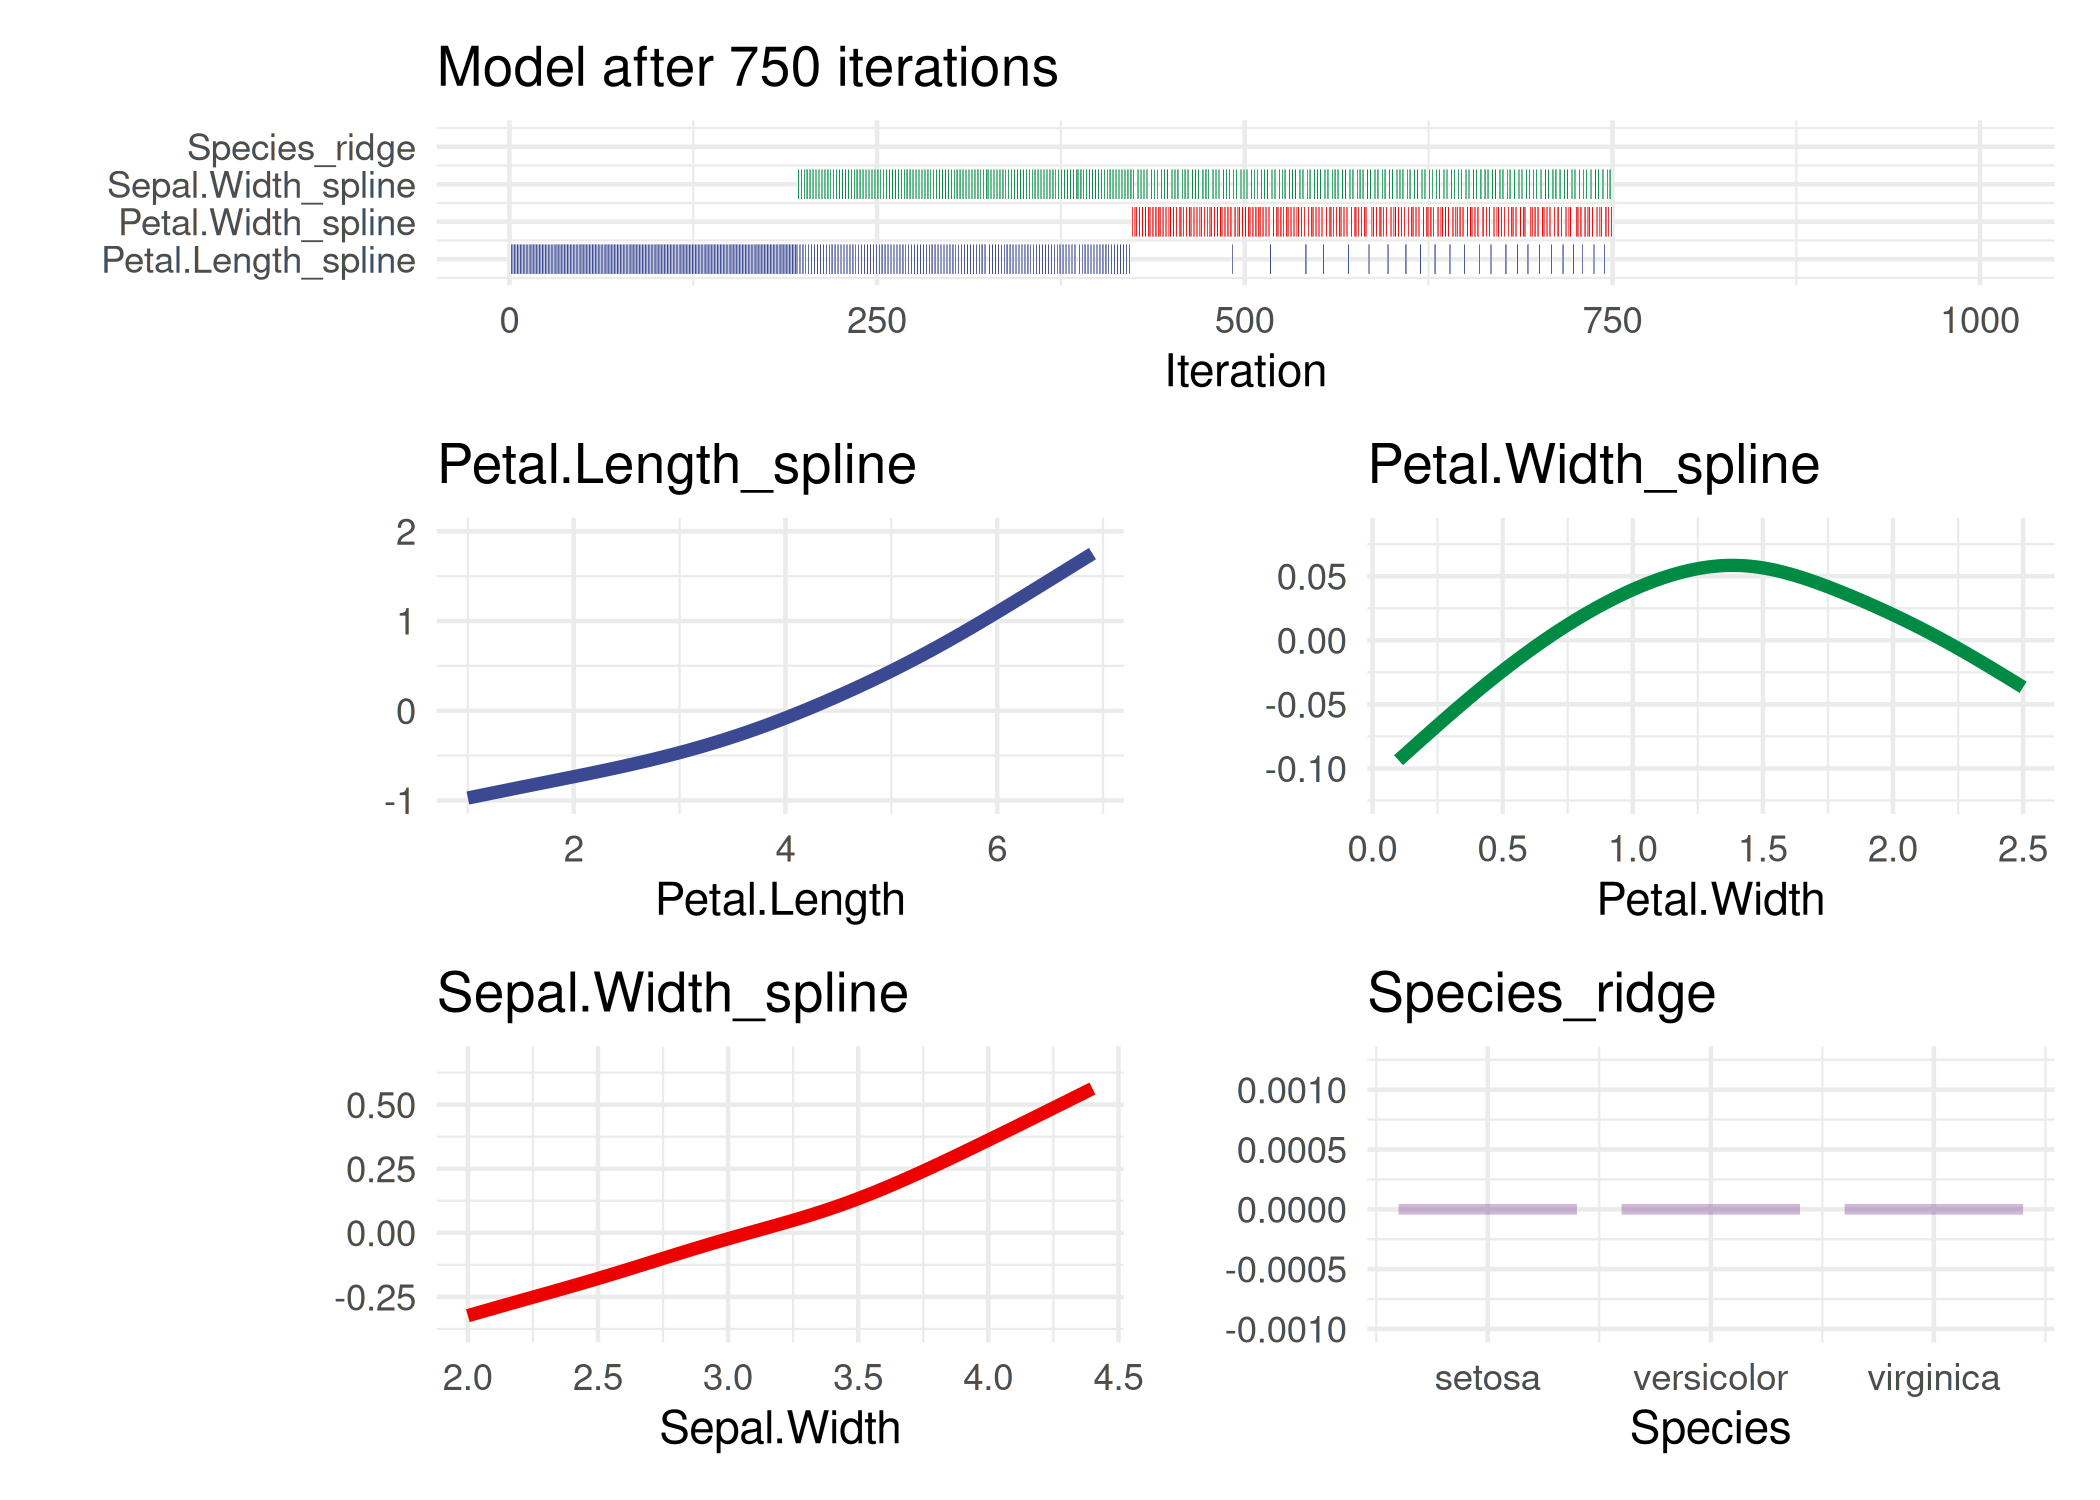 Model after 750 iterations
Species_ridge
Sepal.Width_spline
Petal.Width_spline
Petal.Length_spline
0 250 500 750 1000
Iteration
Petal.Length_spline
2
1
0
-1
2 4 6
Petal.Length
Petal.Width_spline
0.05
0.00
-0.05
-0.10
0.0 0.5 1.0 1.5 2.0 2.5
Petal.Width
Sepal.Width_spline
0.50
0.25
0.00
-0.25
2.0 2.5 3.0 3.5 4.0 4.5
Sepal.Width
Species_ridge
0.0010
0.0005
0.0000
-0.0005
-0.0010
setosa versicolor virginica
Species